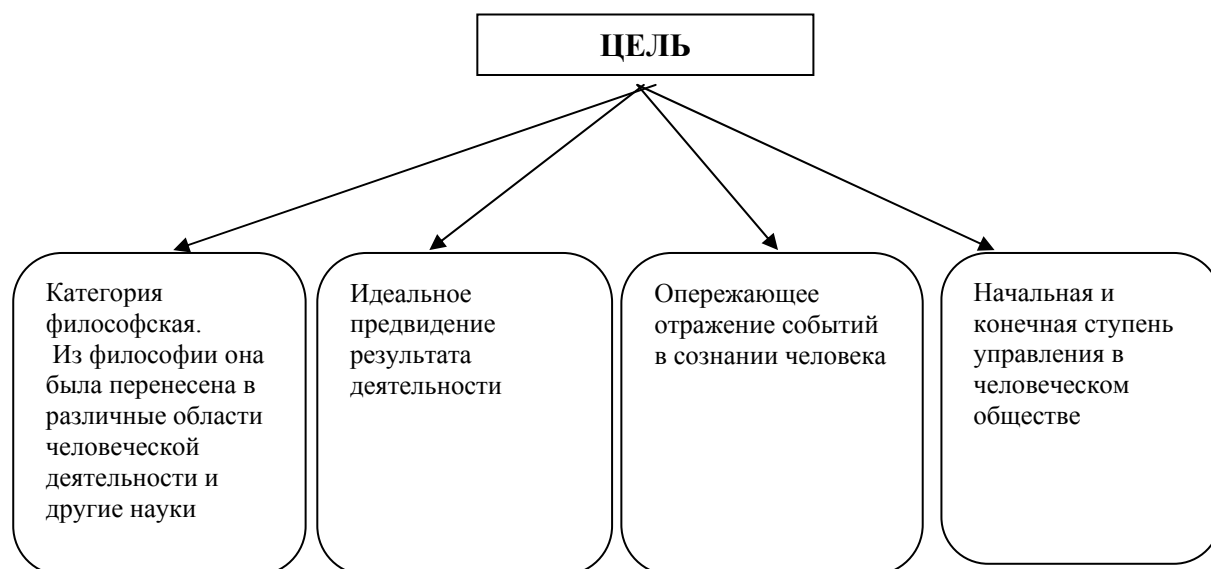 ЦЕЛЬ
Категория
философская.
Из философии она
была перенесена в
различные области
человеческой
деятельности и
другие науки
Идеальное
предвидение
результата
деятельности
Опережающее
отражение событий
в сознании человека
Начальная и
конечная ступень
управления в
человеческом
обществе